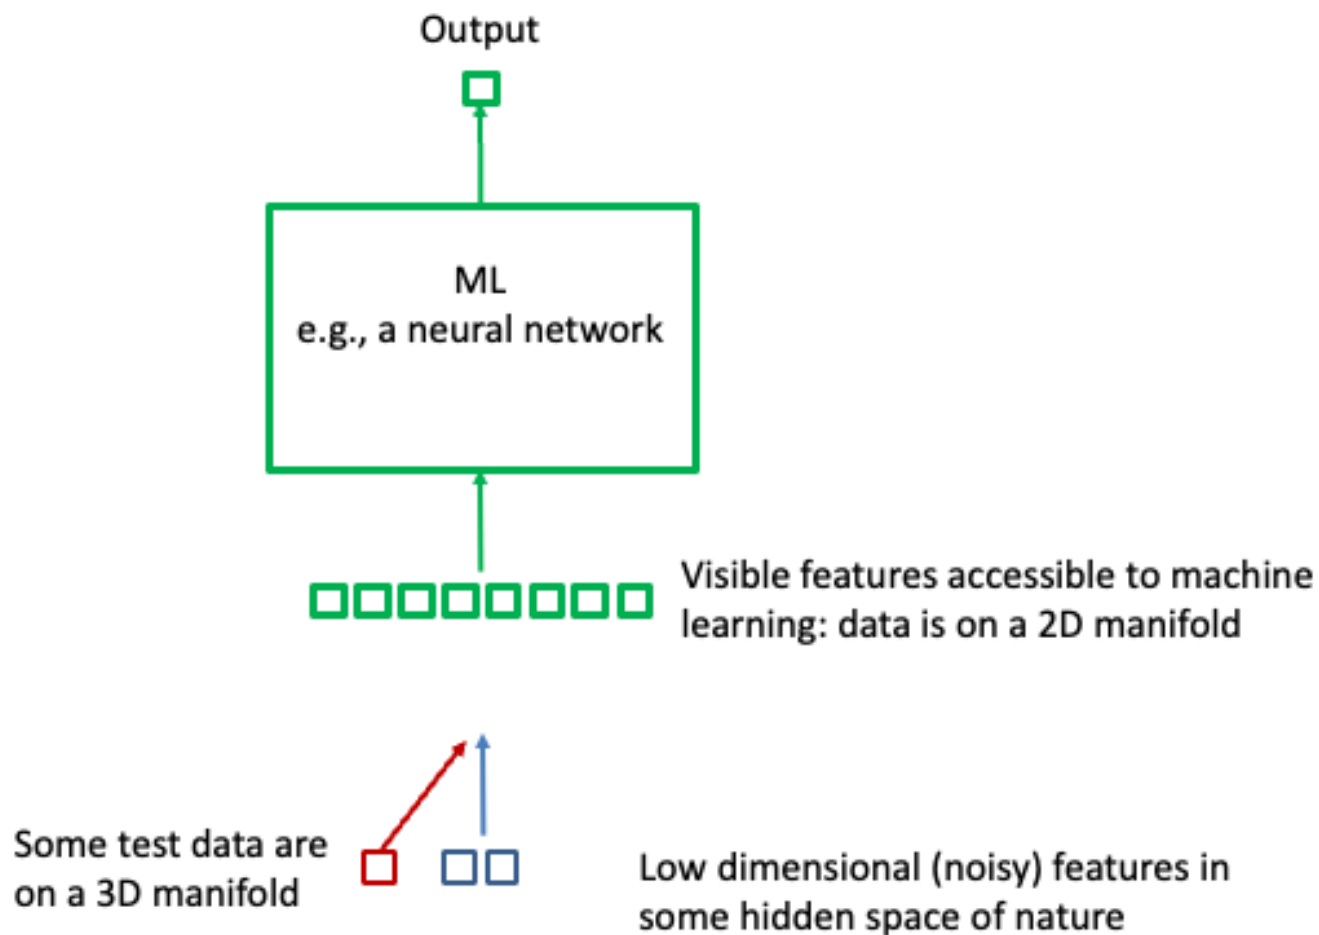 Output
ML
e.g., a neural network
Visible features accessible to machine
learning: data is on a 2D manifold
Some test data are
on a 3D manifold
Low dimensional (noisy) features in
some hidden space of nature